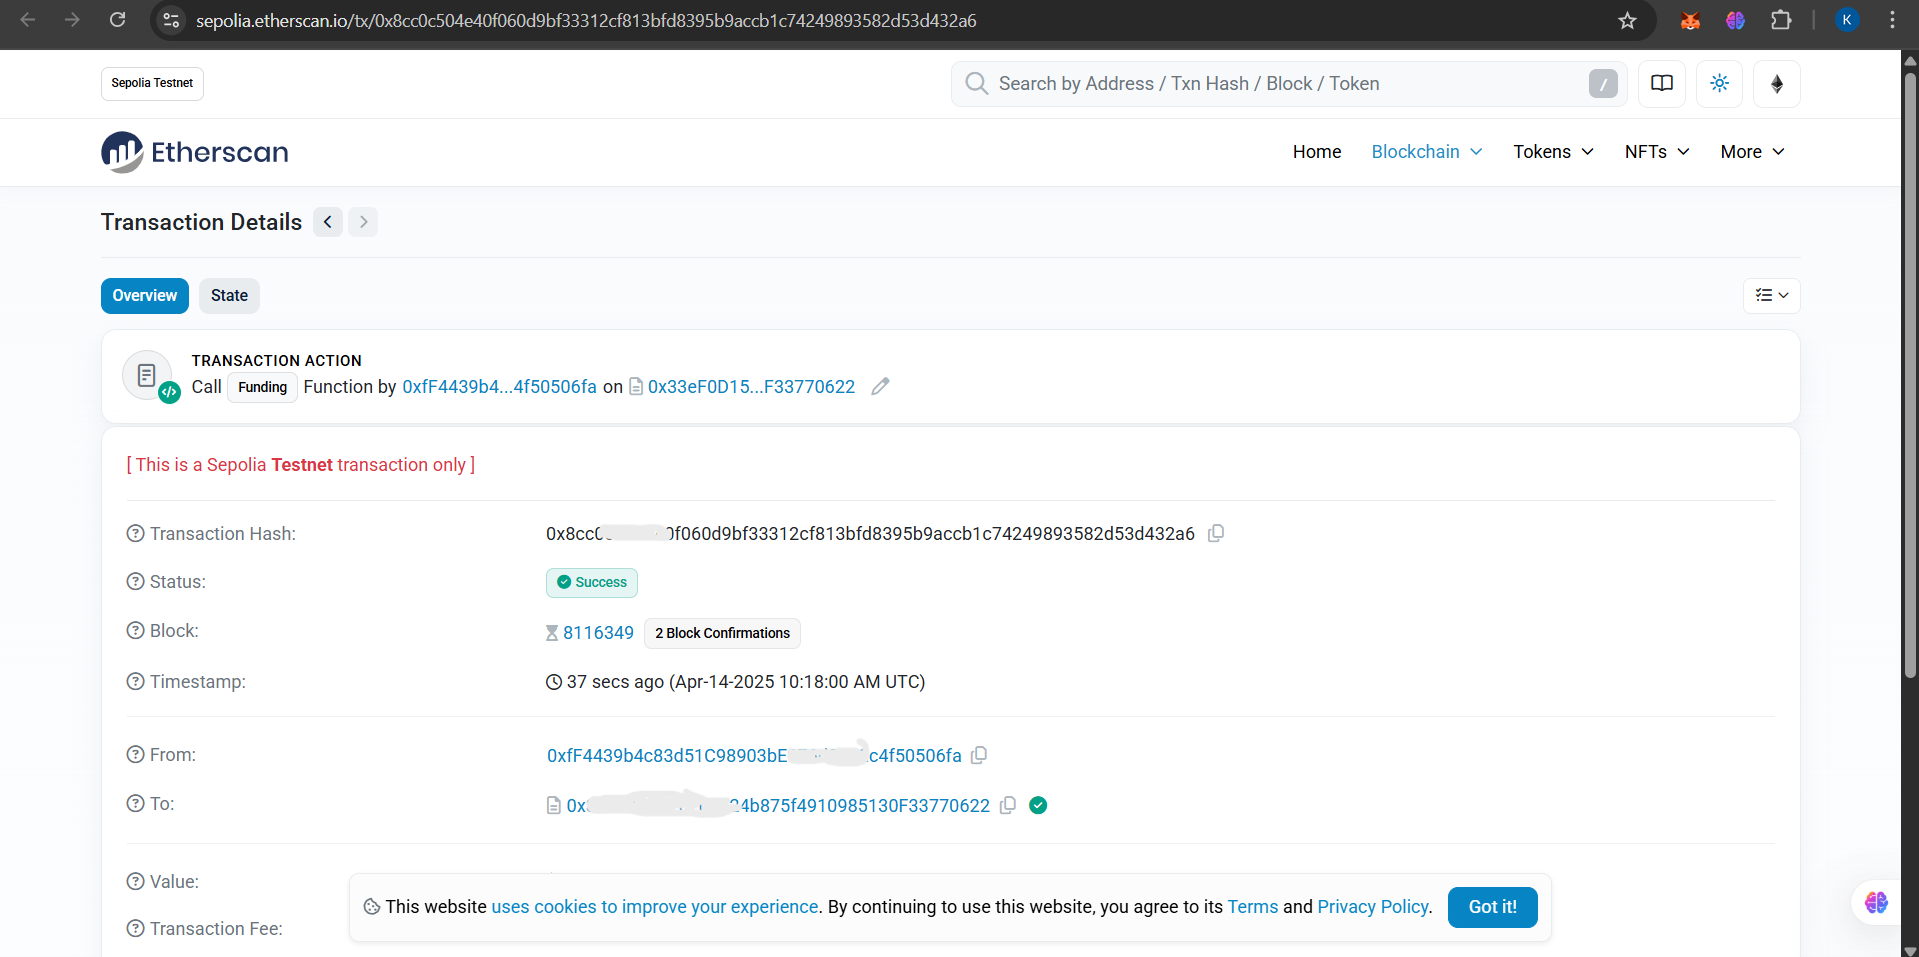 sepolia.etherscan.io/tx/0x8cc0c504e40f060d9bf33312cf813bfd8395b9accb1c74249893582d53d432a6
K
Sepolia Testnet
Search by Address / Txn Hash / Block / Token
/
Etherscan
Home Blockchain Tokens NFTs More
Transaction Details
Overview State
TRANSACTION ACTION
Call Funding Function by 0xfF4439b4...4f50506fa on 0x33eF0D15...F33770622
[ This is a Sepolia Testnet transaction only ]
Transaction Hash: 0x8cc0 0f060d9bf33312cf813bfd8395b9accb1c74249893582d53d432a6
Status: Success
Block: 8116349 2 Block Confirmations
Timestamp: 37 secs ago (Apr-14-2025 10:18:00 AM UTC)
From: 0xfF4439b4c83d51C98903bE c4f50506fa
To: 0x 24b875f4910985130F33770622
Value:
This website uses cookies to improve your experience. By continuing to use this website, you agree to its Terms and Privacy Policy. Got it!
Transaction Fee: